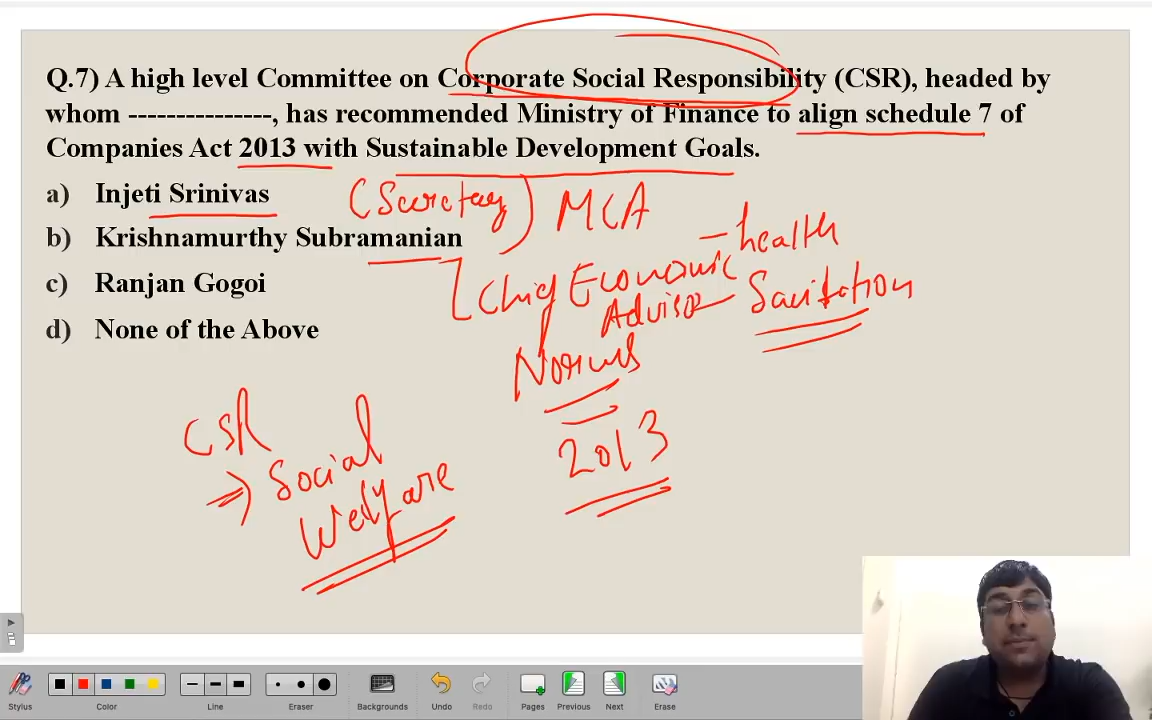 Q.7) A high level Committee on Corporate Social Responsibility (CSR), headed by
whom ---------------, has recommended Ministry of Finance to align schedule 7 of
Companies Act 2013 with Sustainable Development Goals.
a) Injeti Srinivas
(Secretary) MCA
b) Krishnamurthy Subramanian
- health
[Chief Economic
Advisor
Sanitation
c) Ranjan Gogoi
d) None of the Above
Norms
2013
CSR
⇒ Social
Welfare
Stylus
Color
Line
Eraser
Backgrounds
Undo
Redo
Pages
Previous
Next
Erase